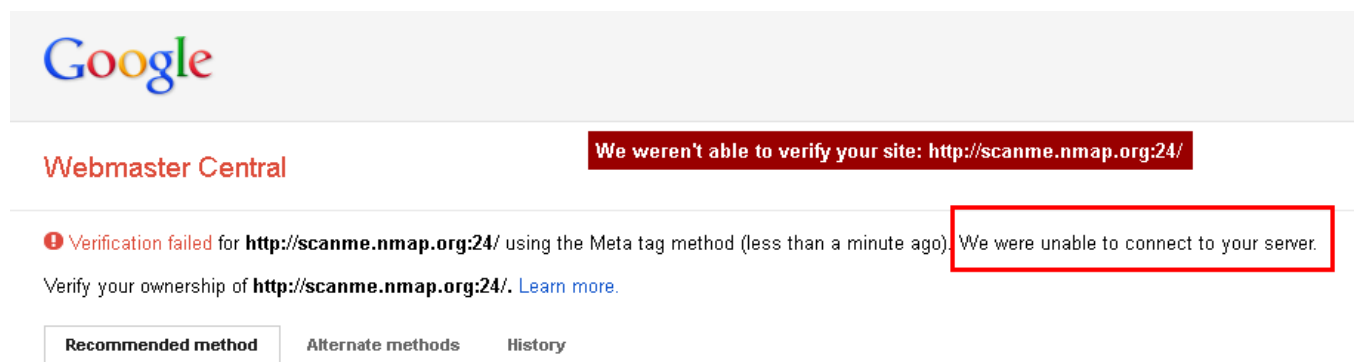 Google
Webmaster Central
We weren't able to verify your site: http://scanme.nmap.org:24/
Verification failed for http://scanme.nmap.org:24/ using the Meta tag method (less than a minute ago). We were unable to connect to your server.
Verify your ownership of http://scanme.nmap.org:24/. Learn more.
Recommended method Alternate methods History